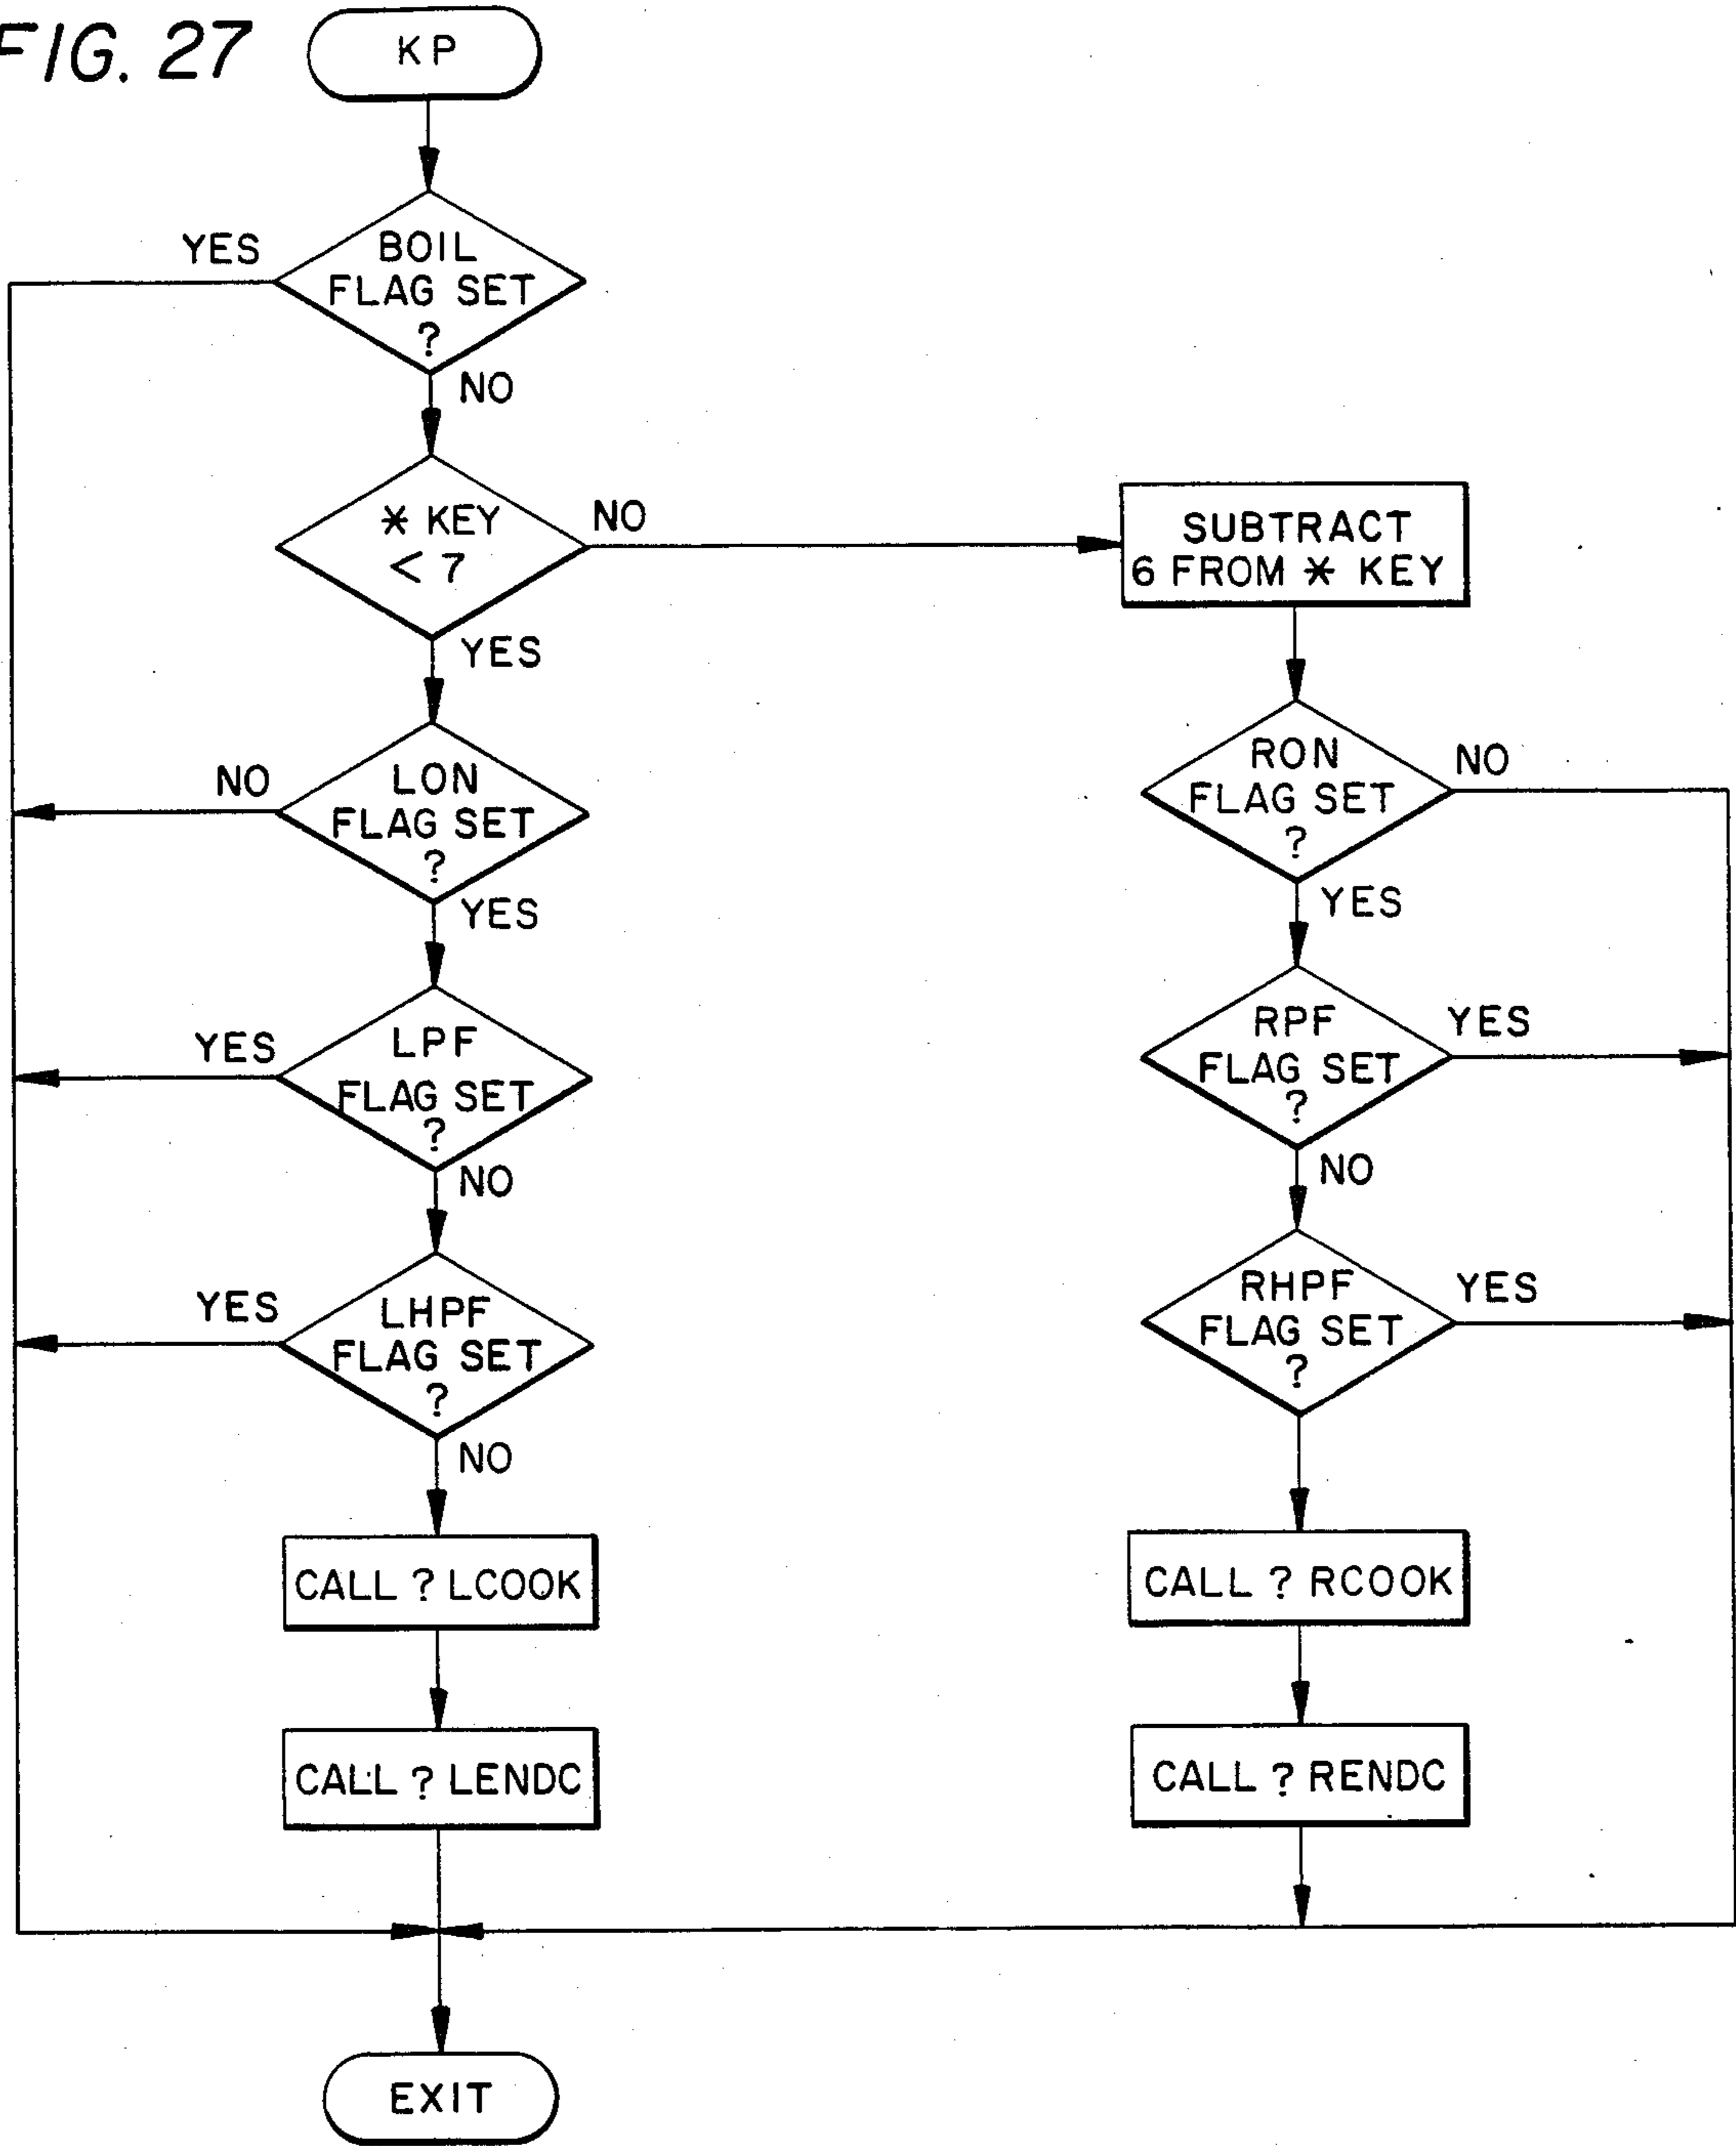 FIG. 27
KP
BOIL
FLAG SET
?
YES
NO
* KEY
< 7
NO
YES
SUBTRACT
6 FROM * KEY
LON
FLAG SET
?
NO
YES
LPF
FLAG SET
?
YES
NO
LHPF
FLAG SET
?
YES
NO
CALL ? LCOOK
CALL ? LENDC
RON
FLAG SET
?
NO
YES
RPF
FLAG SET
?
YES
NO
RHPF
FLAG SET
?
YES
CALL ? RCOOK
CALL ? RENDC
EXIT